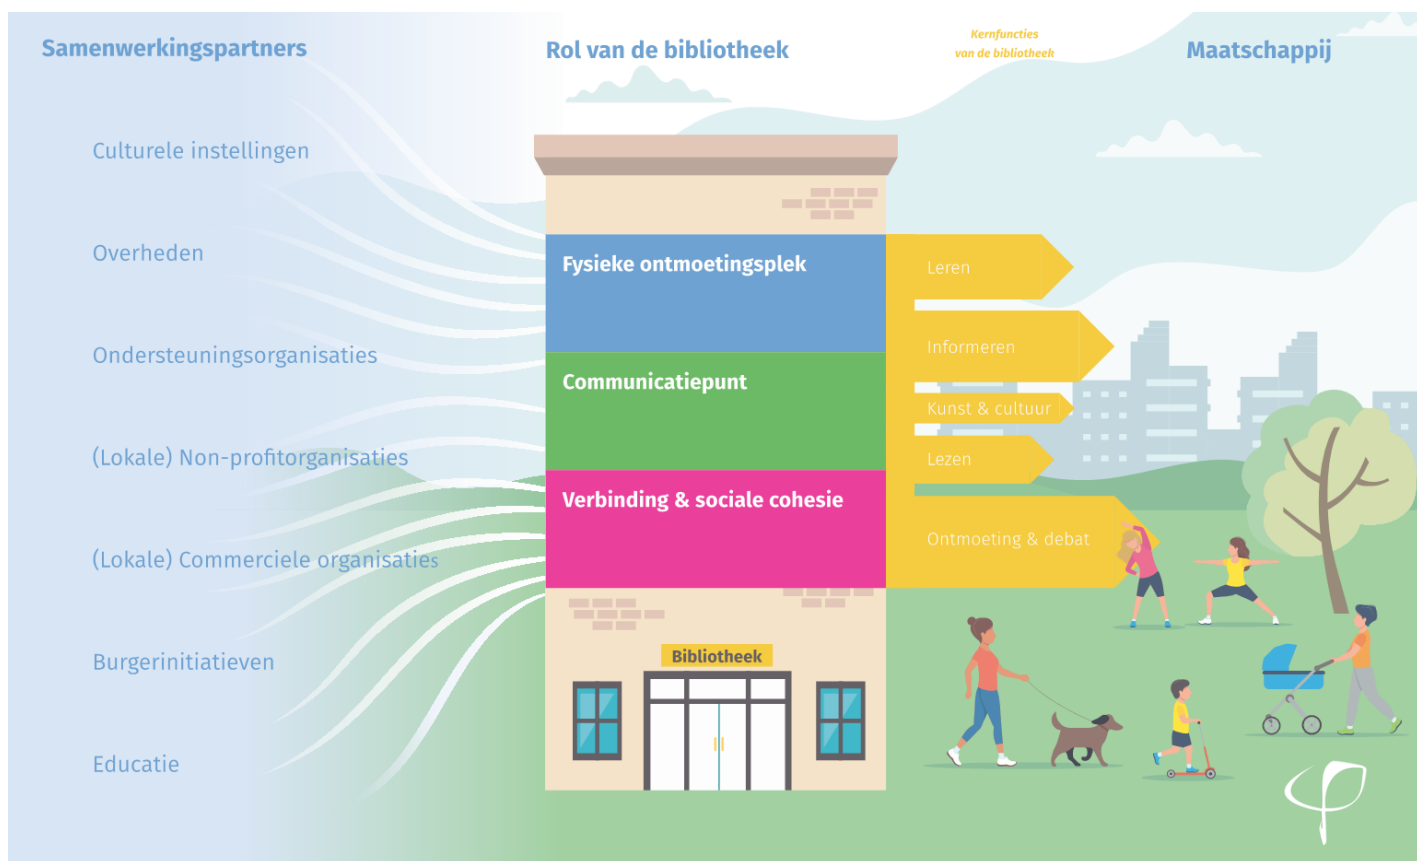 Samenwerkingspartners
Culturele instellingen
Overheden
Ondersteuningsorganisaties
(Lokale) Non-profitorganisaties
(Lokale) Commerciele organisaties
Burgerinitiatieven
Educatie
Rol van de bibliotheek
Fysieke ontmoetingsplek
Communicatiepunt
Verbinding & sociale cohesie
Bibliotheek
Kernfuncties
van de bibliotheek
Leren
Informeren
Kunst & cultuur
Lezen
Ontmoeting & debat
Maatschappij